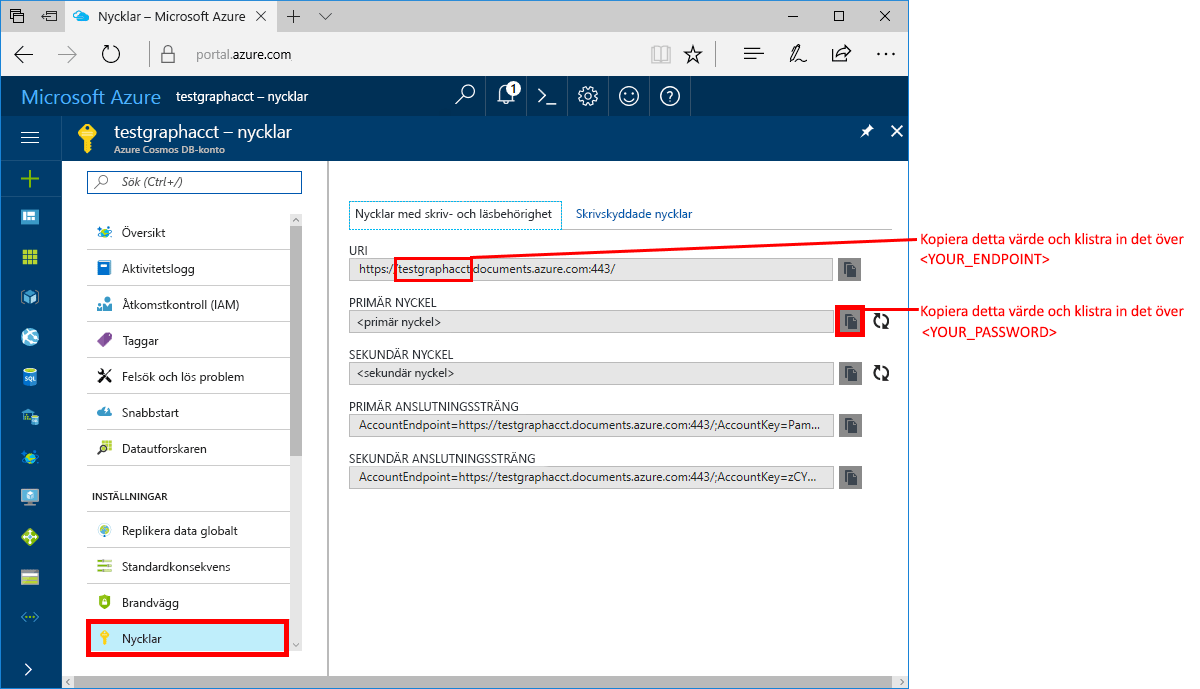 Nycklar – Microsoft Azure
portal.azure.com
Microsoft Azure
testgraphacct – nycklar
1
testgraphacct – nycklar
Azure Cosmos DB-konto
Sök (Ctrl+/)
Översikt
Aktivitetslogg
Åtkomstkontroll (IAM)
Taggar
Felsök och lös problem
Snabbstart
Datautforskaren
INSTÄLLNINGAR
Replikera data globalt
Standardkonsekvens
Brandvägg
Nycklar
SQL
Nycklar med skriv- och läsbehörighet
Skrivskyddade nycklar
URI
https://testgraphacct.documents.azure.com:443/
PRIMÄR NYCKEL
<primär nyckel>
SEKUNDÄR NYCKEL
<sekundär nyckel>
PRIMÄR ANSLUTNINGSSTRÄNG
AccountEndpoint=https://testgraphacct.documents.azure.com:443/;AccountKey=Pam...
SEKUNDÄR ANSLUTNINGSSTRÄNG
AccountEndpoint=https://testgraphacct.documents.azure.com:443/;AccountKey=zCY...
Kopiera detta värde och klistra in det över
<YOUR_ENDPOINT>
Kopiera detta värde och klistra in det över
<YOUR_PASSWORD>